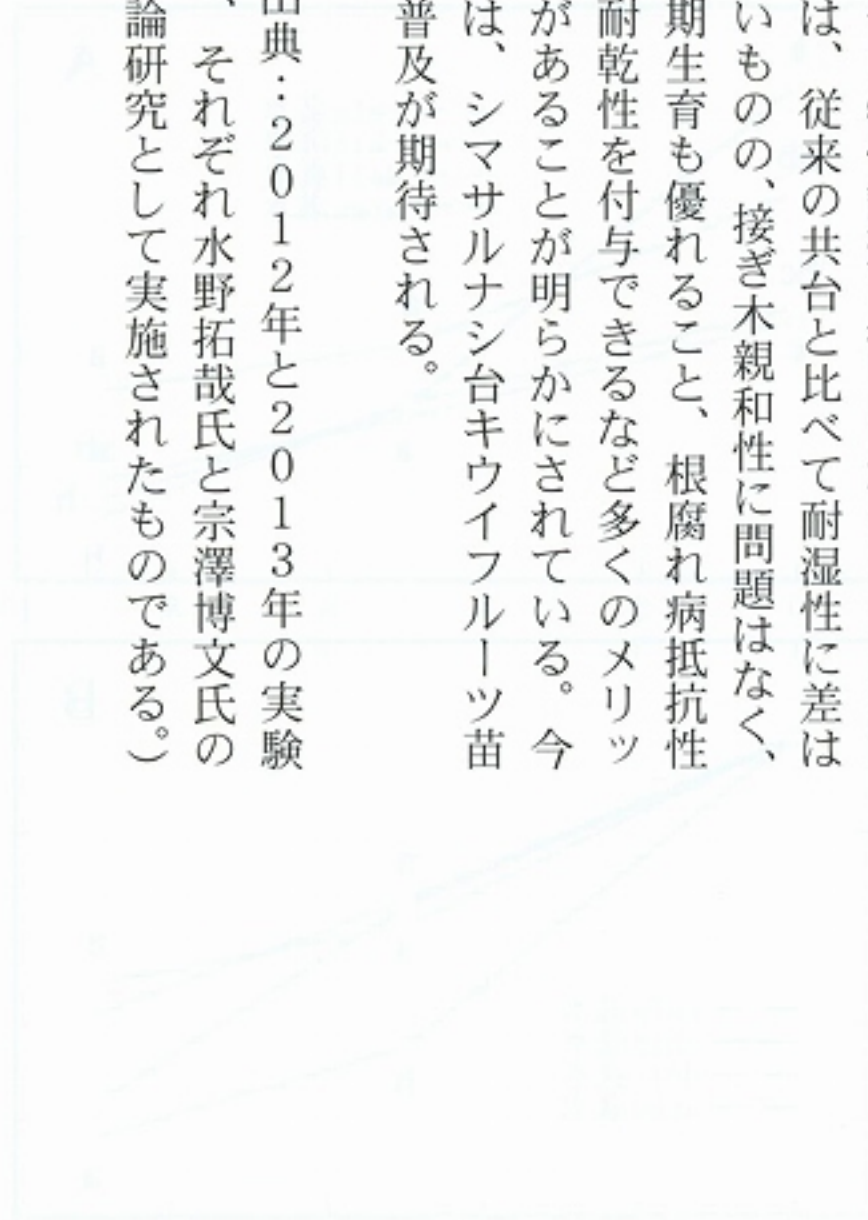 は、従来の共台と比べて耐湿性に差は
いものの、接ぎ木親和性に問題はなく、
期生育も優れること、根腐れ病抵抗性
耐乾性を付与できるなど多くのメリッ
があることが明らかにされている。今
は、シマサルナシ台キウイフルーツ苗
普及が期待される。
出典：2012年と2013年の実験
、それぞれ水野拓哉氏と宗澤博文氏の
論研究として実施されたものである。）